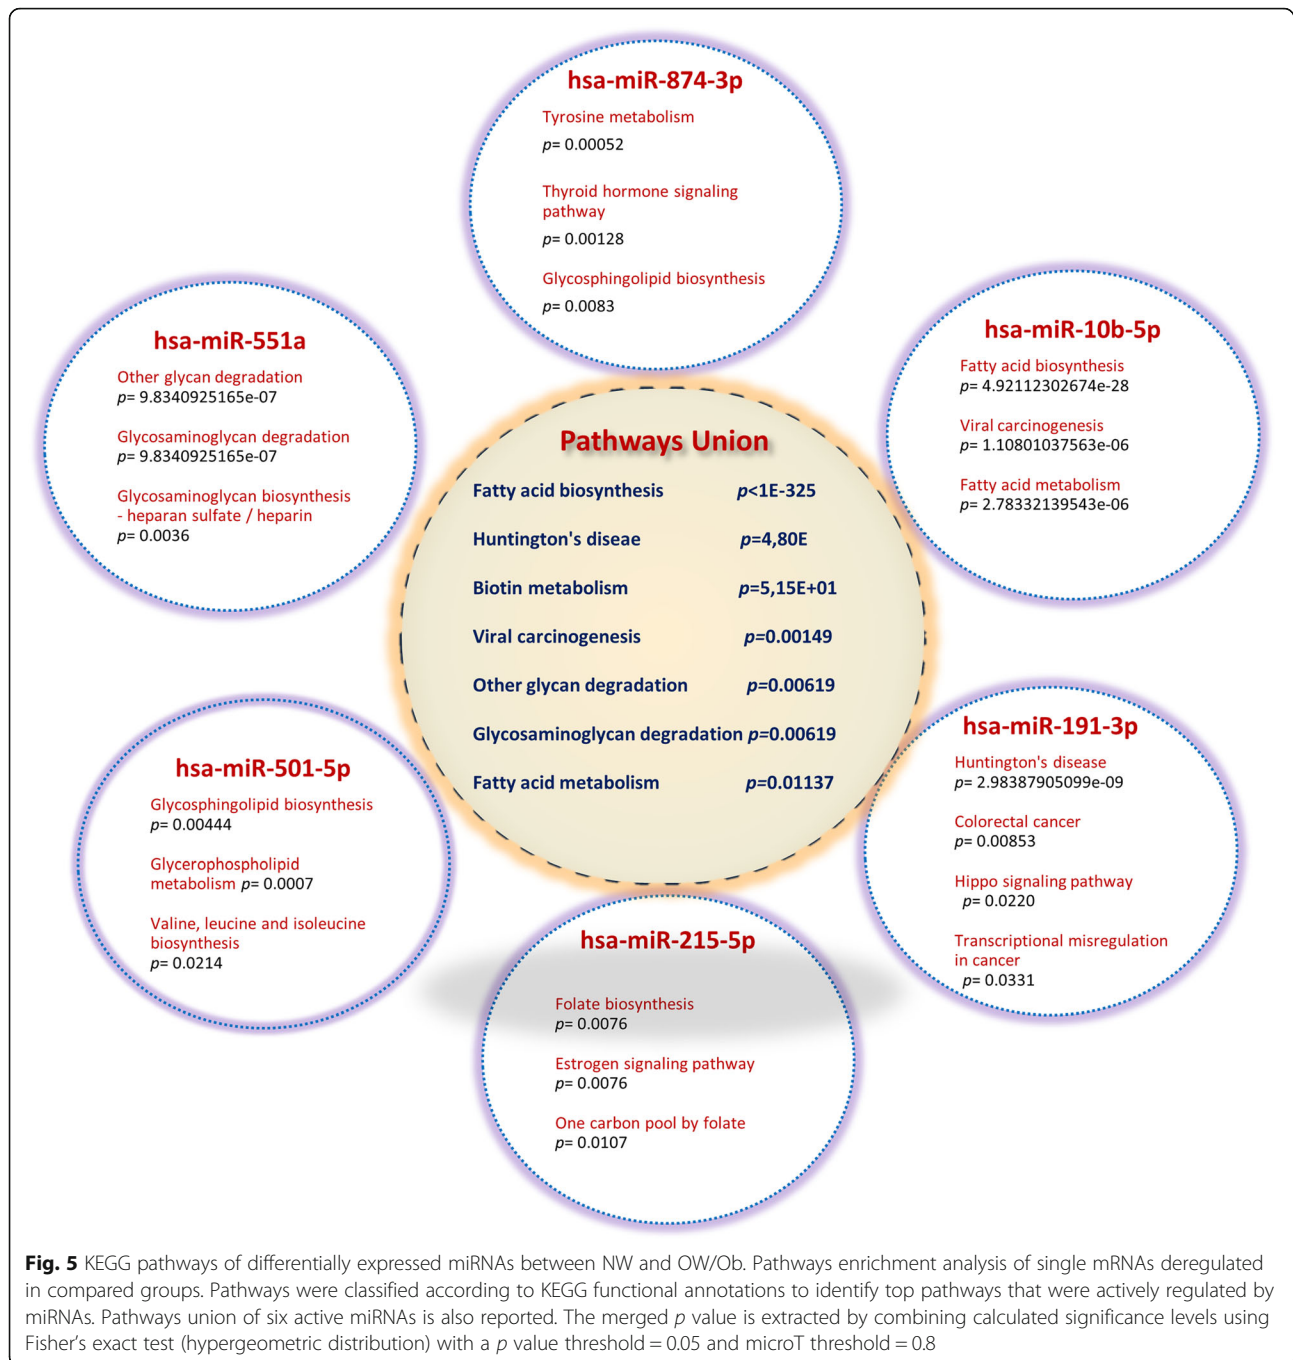 hsa-miR-874-3p
Tyrosine metabolism
p= 0.00052
Thyroid hormone signaling
pathway
p= 0.00128
Glycosphingolipid biosynthesis
p= 0.0083
hsa-miR-551a
Other glycan degradation
p= 9.8340925165e-07
Glycosaminoglycan degradation
p= 9.8340925165e-07
Glycosaminoglycan biosynthesis
- heparan sulfate / heparin
p= 0.0036
hsa-miR-10b-5p
Fatty acid biosynthesis
p= 4.92112302674e-28
Viral carcinogenesis
p= 1.10801037563e-06
Fatty acid metabolism
p= 2.78332139543e-06
Pathways Union
Fatty acid biosynthesis p<1E-325
Huntington's diseae p=4,80E
Biotin metabolism p=5,15E+01
Viral carcinogenesis p=0.00149
Other glycan degradation p=0.00619
Glycosaminoglycan degradation p=0.00619
Fatty acid metabolism p=0.01137
hsa-miR-501-5p
Glycosphingolipid biosynthesis
p= 0.00444
Glycerophospholipid
metabolism p= 0.0007
Valine, leucine and isoleucine
biosynthesis
p= 0.0214
hsa-miR-191-3p
Huntington's disease
p= 2.98387905099e-09
Colorectal cancer
p= 0.00853
Hippo signaling pathway
p= 0.0220
Transcriptional misregulation
in cancer
p= 0.0331
hsa-miR-215-5p
Folate biosynthesis
p= 0.0076
Estrogen signaling pathway
p= 0.0076
One carbon pool by folate
p= 0.0107
Fig. 5 KEGG pathways of differentially expressed miRNAs between NW and OW/Ob. Pathways enrichment analysis of single mRNAs deregulated
in compared groups. Pathways were classified according to KEGG functional annotations to identify top pathways that were actively regulated by
miRNAs. Pathways union of six active miRNAs is also reported. The merged p value is extracted by combining calculated significance levels using
Fisher's exact test (hypergeometric distribution) with a p value threshold = 0.05 and microT threshold = 0.8